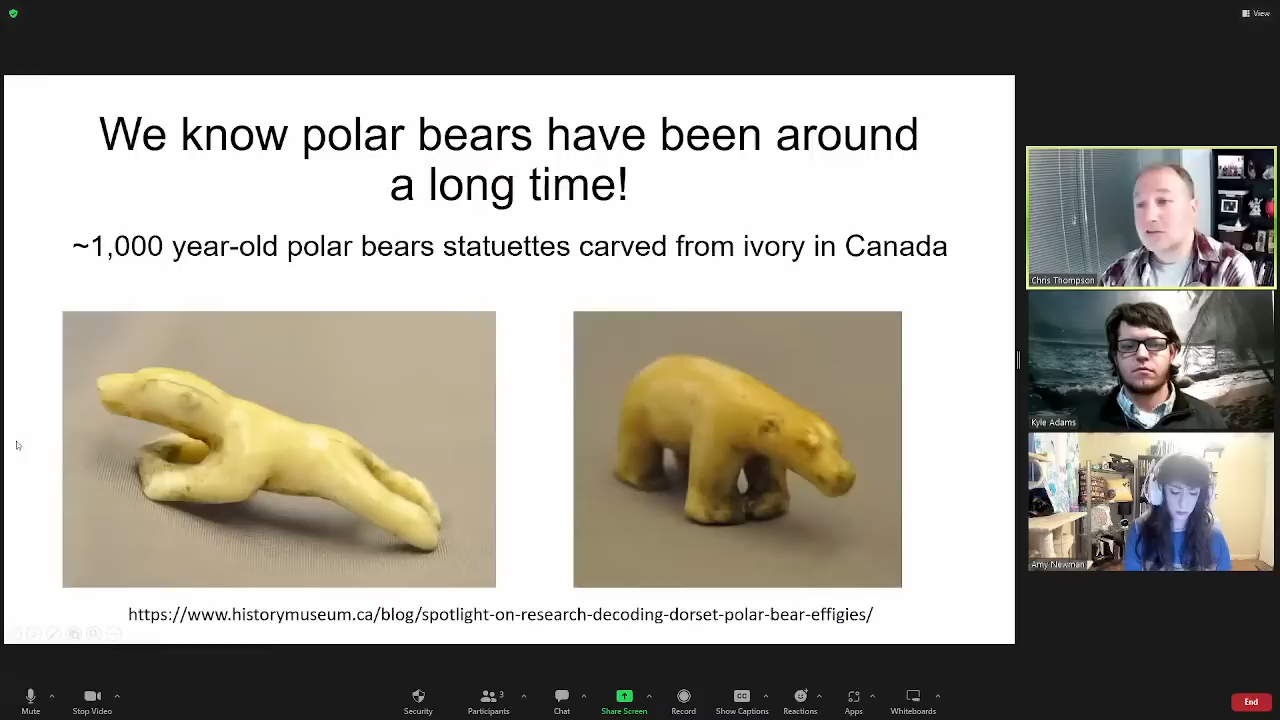 View
We know polar bears have been around
a long time!
~1,000 year-old polar bears statuettes carved from ivory in Canada
https://www.historymuseum.ca/blog/spotlight-on-research-decoding-dorset-polar-bear-effigies/
Chris Thompson
Kyle Adams
Amy Newman
Mute
Stop Video
Security
Participants
3
Chat
Share Screen
Record
CC
Show Captions
Reactions
Apps
Whiteboards
End